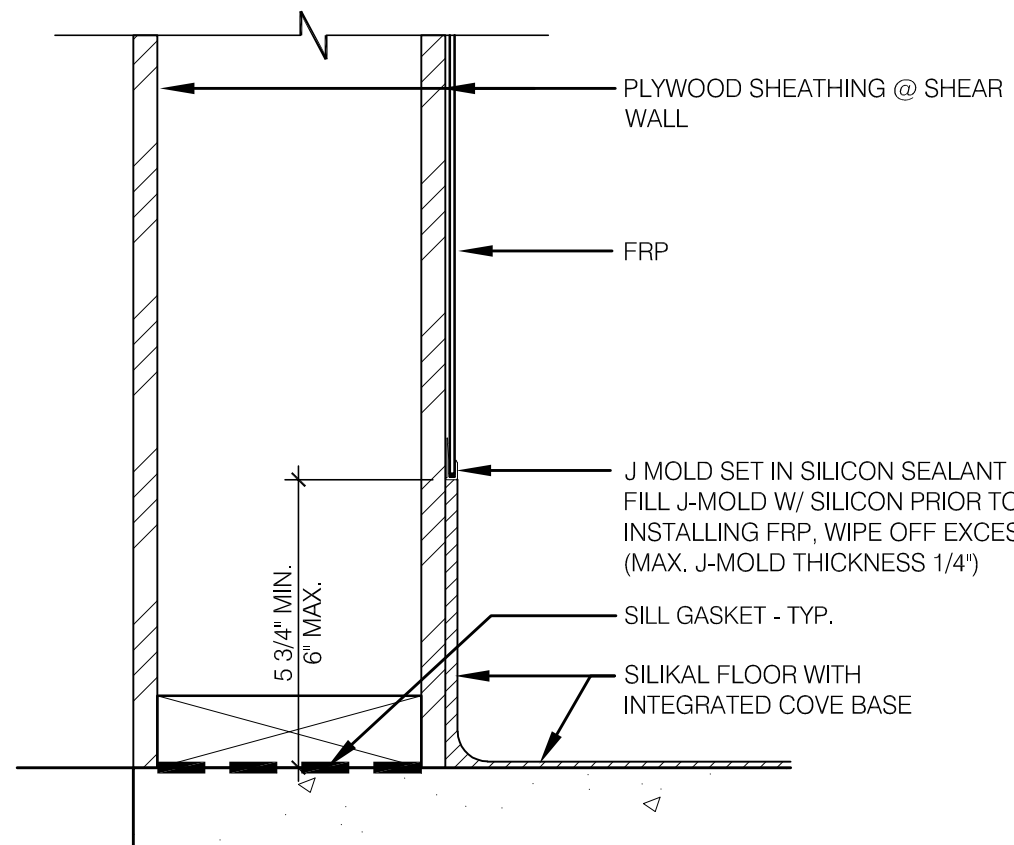 PLYWOOD SHEATHING @ SHEAR
WALL
FRP
J MOLD SET IN SILICON SEALANT
FILL J-MOLD W/ SILICON PRIOR TO
INSTALLING FRP, WIPE OFF EXCES
(MAX. J-MOLD THICKNESS 1/4")
5 3/4" MIN.
6" MAX.
SILL GASKET - TYP.
SILIKAL FLOOR WITH
INTEGRATED COVE BASE